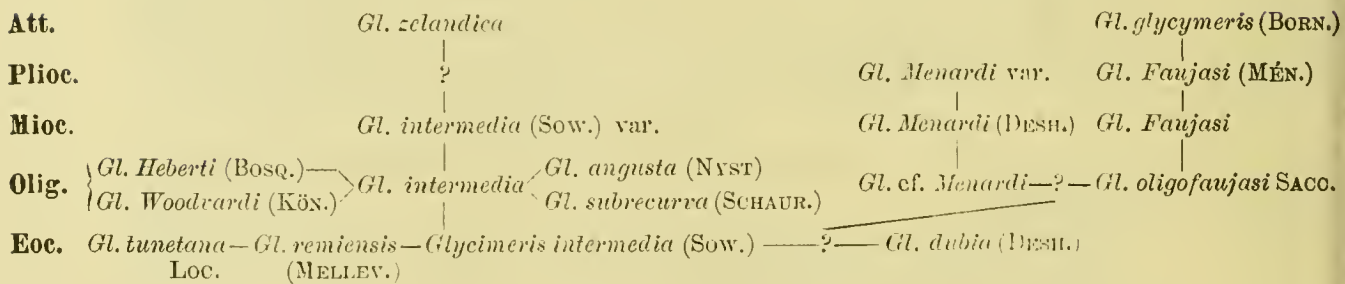 Att. Gl. zelandica Gl. glycymeris (BORN.)
Plioc. ? Gl. Menardi var. Gl. Faujasi (MÉN.)
Mioc. Gl. intermedia (SOW.) var. Gl. Menardi (DESH.) Gl. Faujasi
Gl. Heberti (BOSQ.) Gl. angusta (NYST)
Olig. Gl. intermedia Gl. cf. Menardi—?—Gl. oligofaujasi SACC.
Gl. Woodvardi (KÖN.) Gl. subrecurva (SCHAUR.)
Eoc. Gl. tunetana—Gl. remiensis—Glycimeris intermedia (SOW.) —?— Gl. dubia (DESH.)
LOC. (MELLEV.)